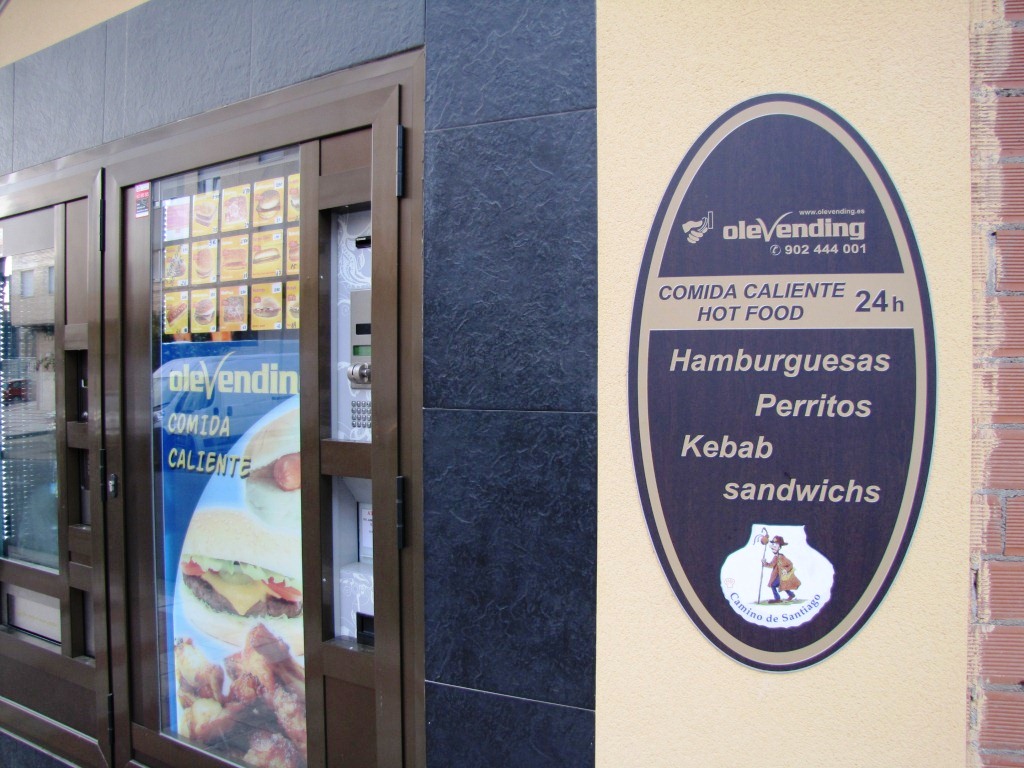 oleVendin
COMIDA
CALIENTE
www.olevending.es
oleVending
✆ 902 444 001
COMIDA CALIENTE
HOT FOOD
24h
Hamburguesas
Perritos
Kebab
sandwichs
Camino de Santiago